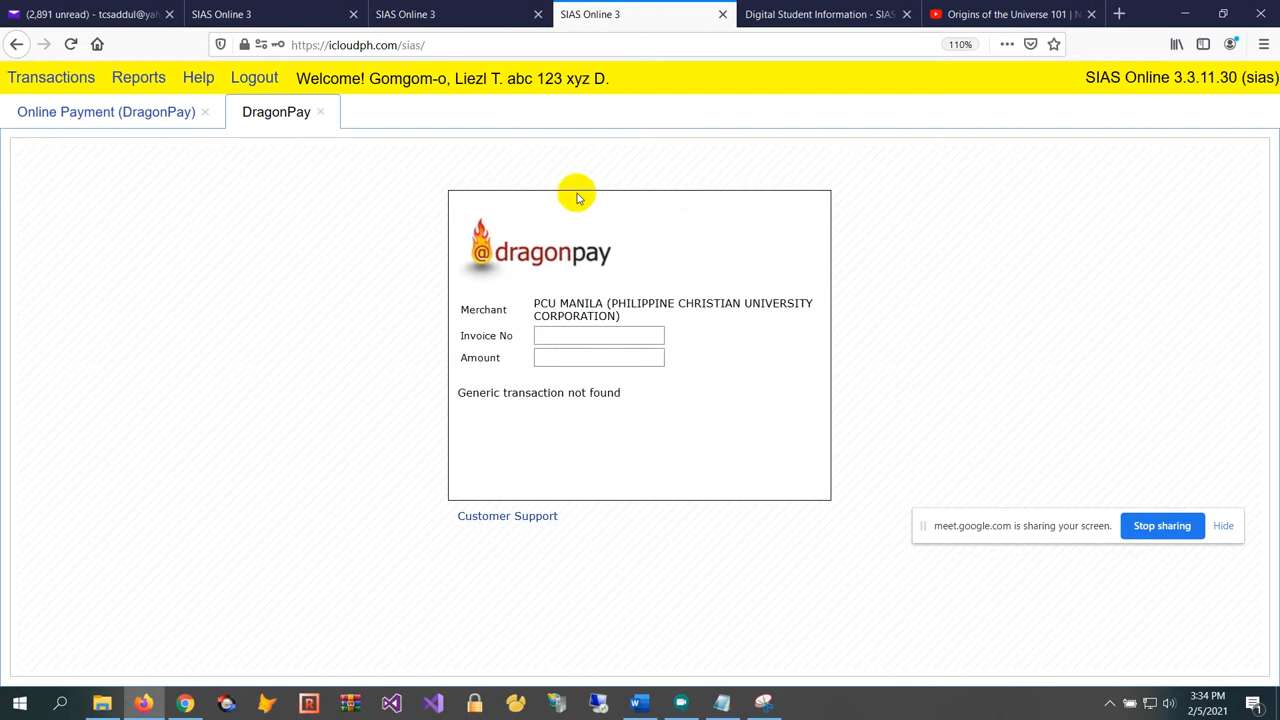 (2,891 unread) - tcsaddul@yah
SIAS Online 3
SIAS Online 3
SIAS Online 3
Digital Student Information - SIAS
Origins of the Universe 101 | N
https://icloudph.com/sias/
110%
Transactions Reports Help Logout Welcome! Gomgom-o, Liezl T. abc 123 xyz D.
SIAS Online 3.3.11.30 (sias)
Online Payment (DragonPay)
DragonPay
@dragonpay
Merchant
PCU MANILA (PHILIPPINE CHRISTIAN UNIVERSITY
CORPORATION)
Invoice No
Amount
Generic transaction not found
Customer Support
meet.google.com is sharing your screen.
Stop sharing
Hide
3:34 PM
2/5/2021